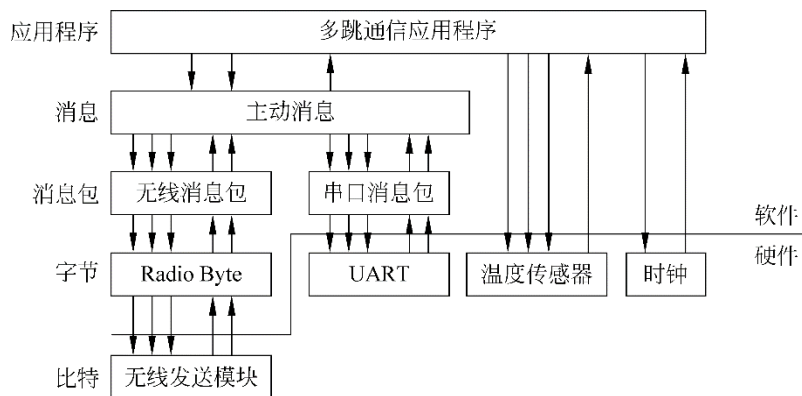 应用程序
多跳通信应用程序
消息
主动消息
消息包
无线消息包
串口消息包
软件
硬件
字节
Radio Byte
UART
温度传感器
时钟
比特
无线发送模块